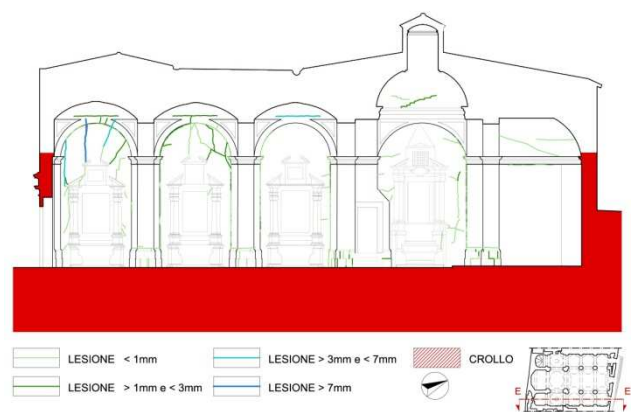 LESIONE < 1mm
LESIONE > 3mm e < 7mm
CROLLO
LESIONE > 1mm e < 3mm
LESIONE > 7mm
E
E